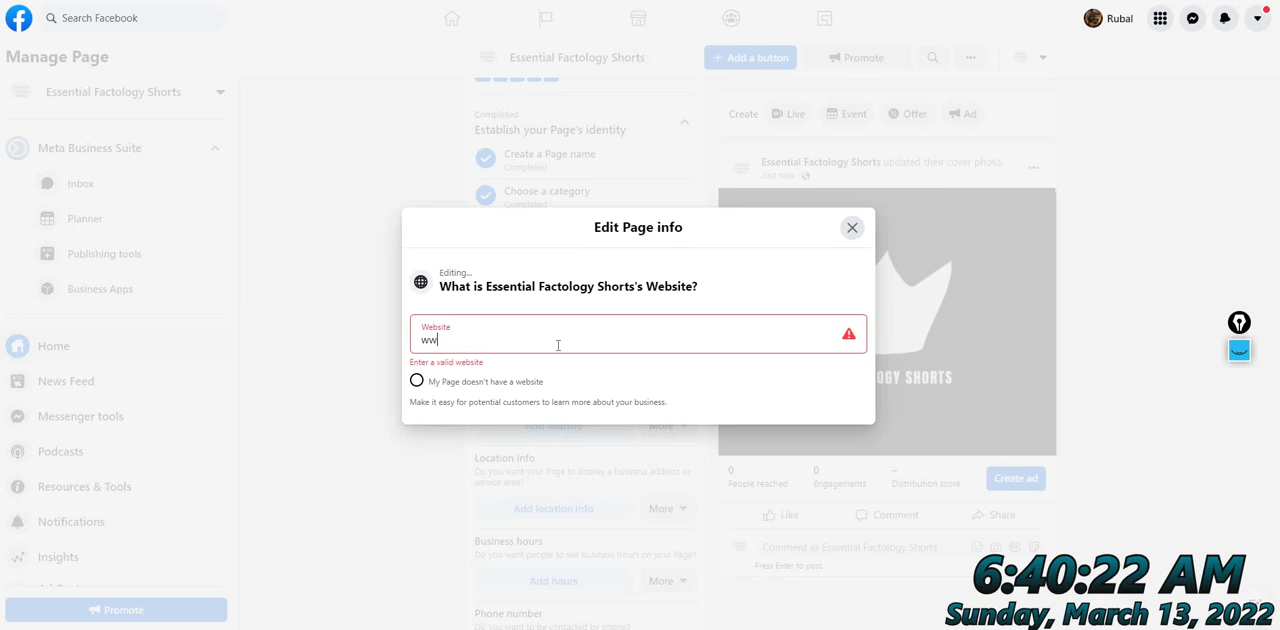 Search Facebook
Rubal
Manage Page
Essential Factology Shorts
+ Add a button
Promote
Essential Factology Shorts
Completed
Establish your Page's identity
Create a Page name
Completed
Choose a category
Completed
Create
Live
Event
Offer
Ad
Essential Factology Shorts updated their cover photo.
Just now
Meta Business Suite
Inbox
Planner
Publishing tools
Business Apps
Home
News Feed
Messenger tools
Podcasts
Resources & Tools
Notifications
Insights
Promote
Edit Page info
Editing...
What is Essential Factology Shorts's Website?
Website
ww
Enter a valid website
My Page doesn't have a website
Make it easy for potential customers to learn more about your business.
OGY SHORTS
Add website
More
Location info
Do you want your Page to display a business address or
service area?
Add location info
More
Business hours
Do you want people to see business hours on your Page?
Add hours
More
Phone number
Do you want to be contacted by phone?
0
People reached
0
Engagements
--
Distribution score
Create ad
Like
Comment
Share
Comment as Essential Factology Shorts
Press Enter to post.
6:40:22 AM
Sunday, March 13, 2022